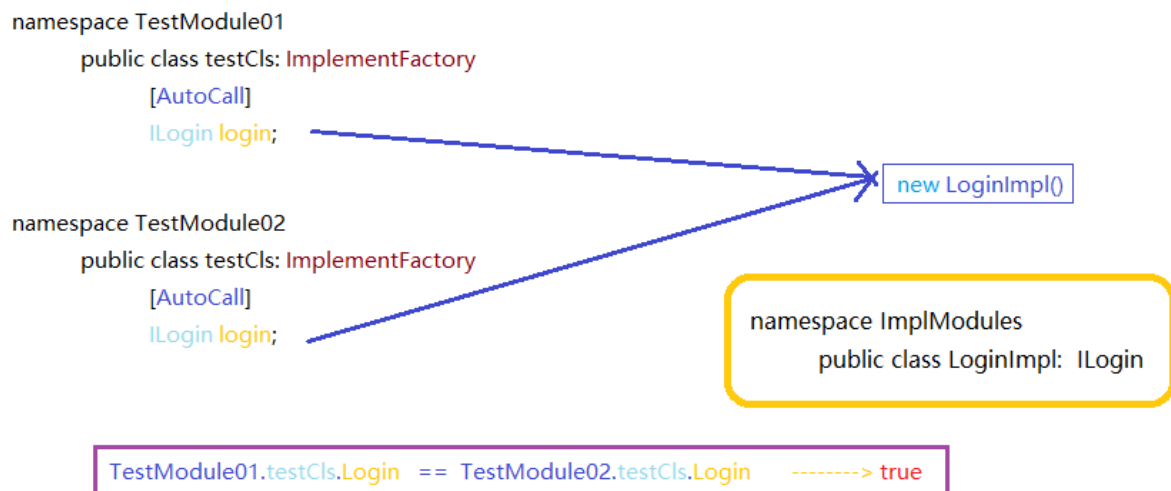 namespace TestModule01
public class testCls: ImplementFactory
[AutoCall]
ILogin login;
new LoginImpl()
namespace TestModule02
public class testCls: ImplementFactory
[AutoCall]
ILogin login;
namespace ImplModules
public class LoginImpl: ILogin
TestModule01.testCls.Login == TestModule02.testCls.Login --------> true